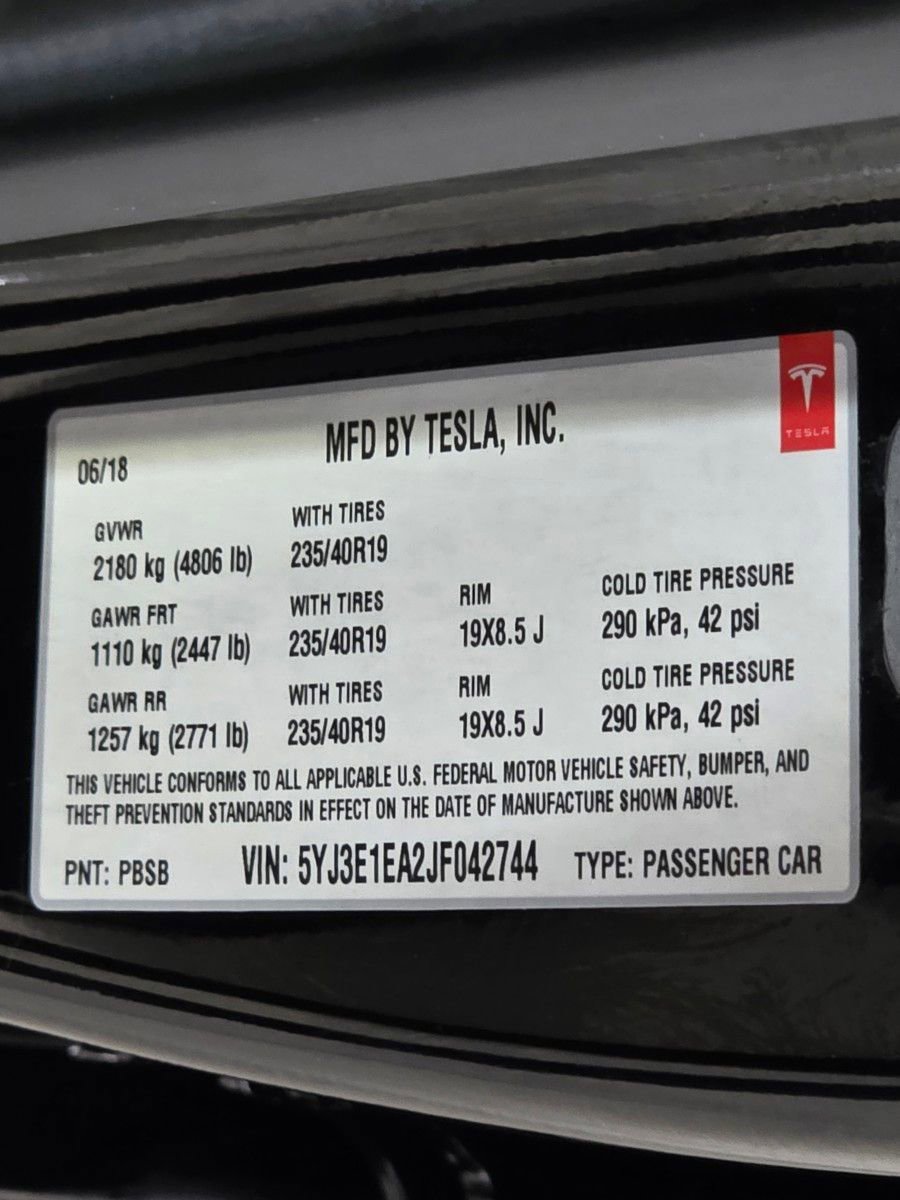 MFD BY TESLA, INC.
TESLA
06/18
GVWR WITH TIRES
2180 kg (4806 lb) 235/40R19
GAWR FRT WITH TIRES RIM COLD TIRE PRESSURE
1110 kg (2447 lb) 235/40R19 19X8.5 J 290 kPa, 42 psi
GAWR RR WITH TIRES RIM COLD TIRE PRESSURE
1257 kg (2771 lb) 235/40R19 19X8.5 J 290 kPa, 42 psi
THIS VEHICLE CONFORMS TO ALL APPLICABLE U.S. FEDERAL MOTOR VEHICLE SAFETY, BUMPER, AND
THEFT PREVENTION STANDARDS IN EFFECT ON THE DATE OF MANUFACTURE SHOWN ABOVE.
PNT: PBSB VIN: 5YJ3E1EA2JF042744 TYPE: PASSENGER CAR